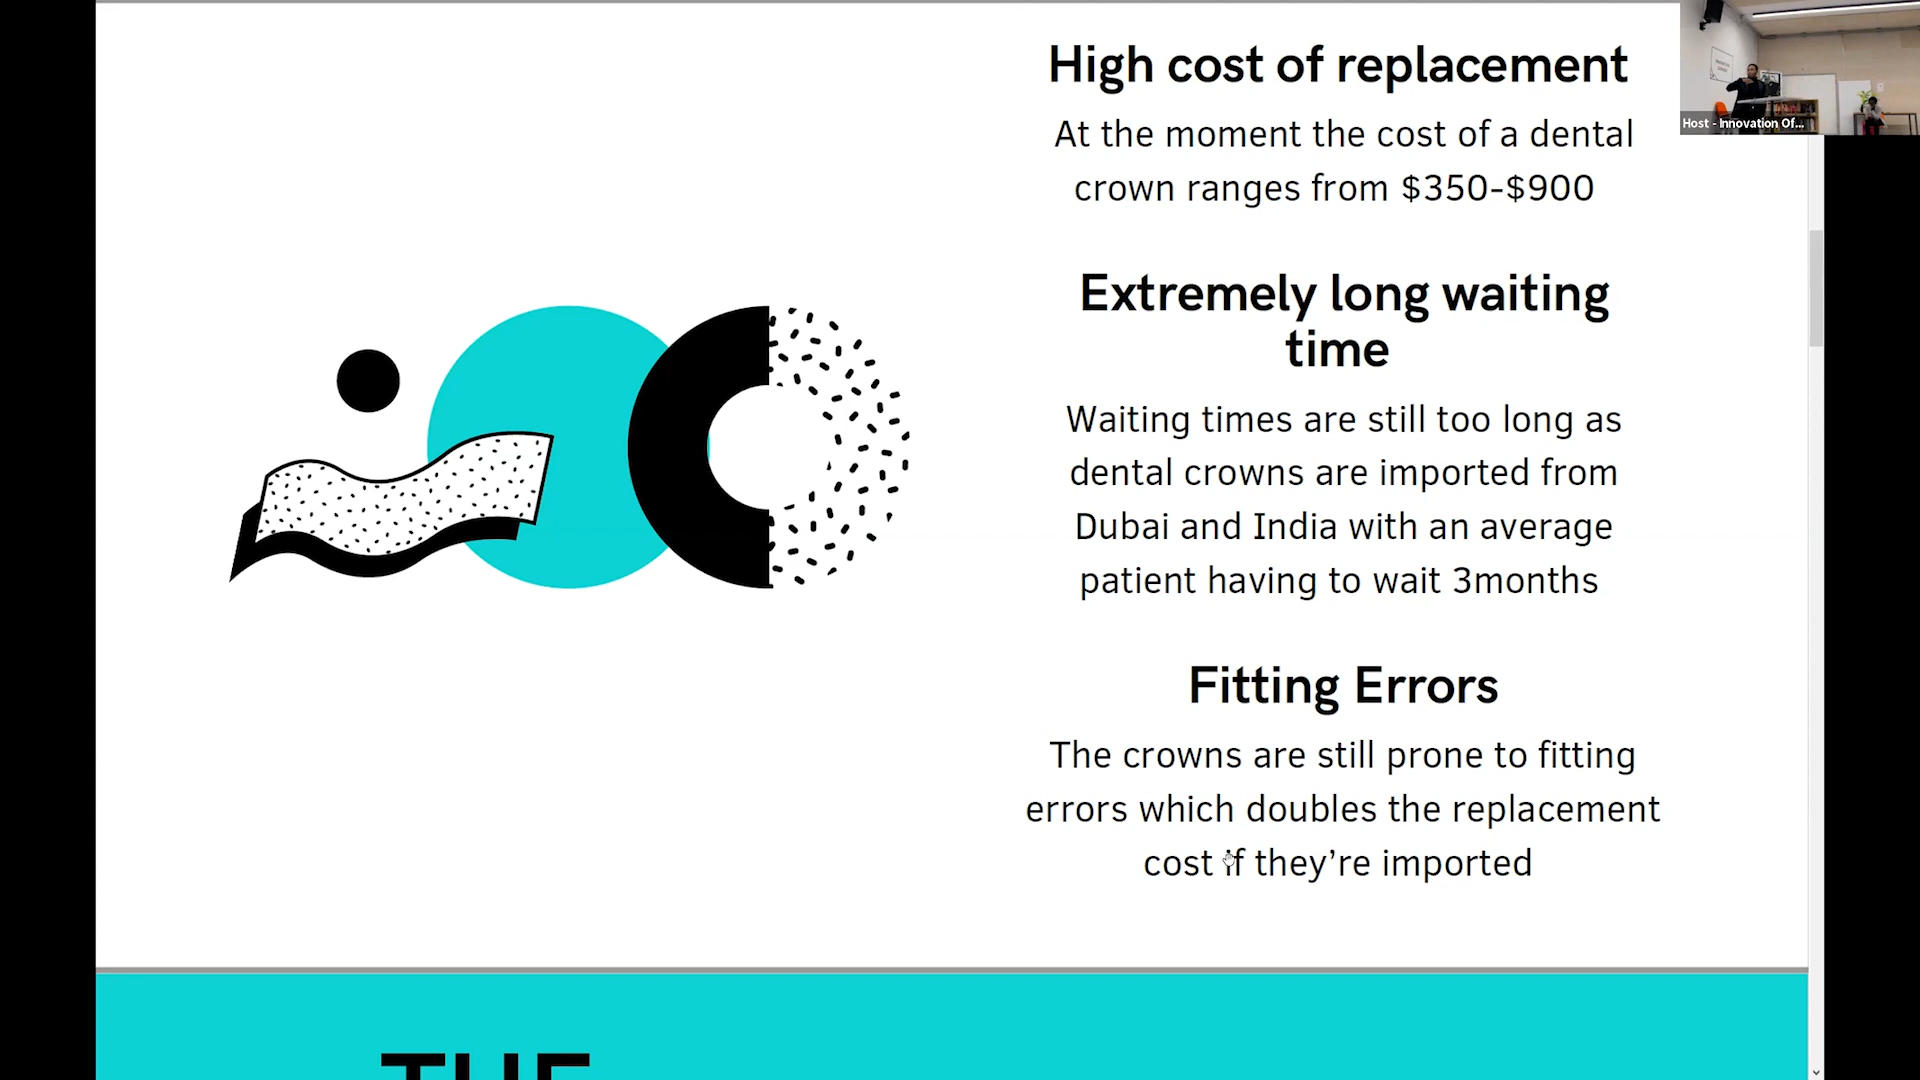 High cost of replacement
At the moment the cost of a dental
crown ranges from $350-$900
Extremely long waiting
time
Waiting times are still too long as
dental crowns are imported from
Dubai and India with an average
patient having to wait 3months
Fitting Errors
The crowns are still prone to fitting
errors which doubles the replacement
cost if they’re imported
THE
Host - Innovation Of...